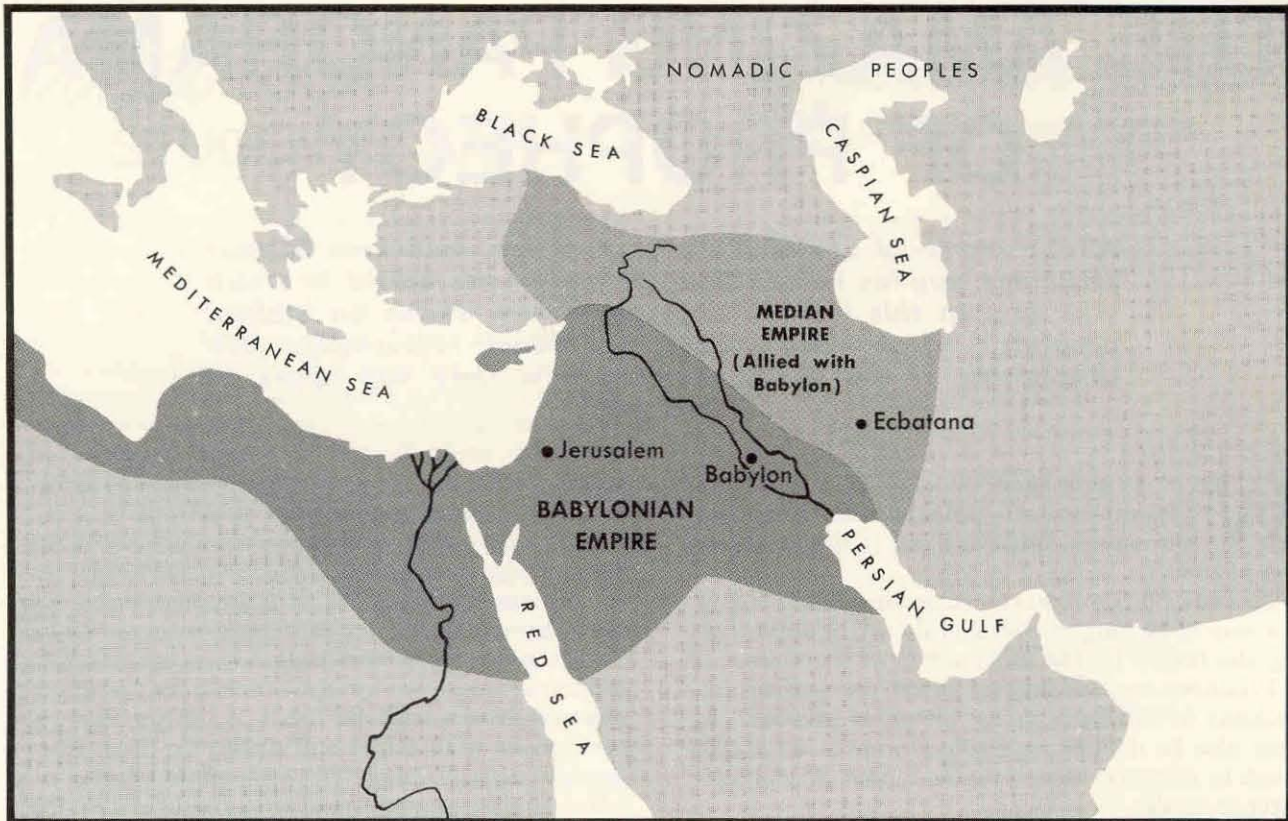 NOMADIC PEOPLES
BLACK SEA
CASPIAN SEA
MEDITERRANEAN SEA
MEDIAN
EMPIRE
(Allied with
Babylon)
Ecbatana
Jerusalem
Babylon
BABYLONIAN
EMPIRE
PERSIAN GULF
RED SEA